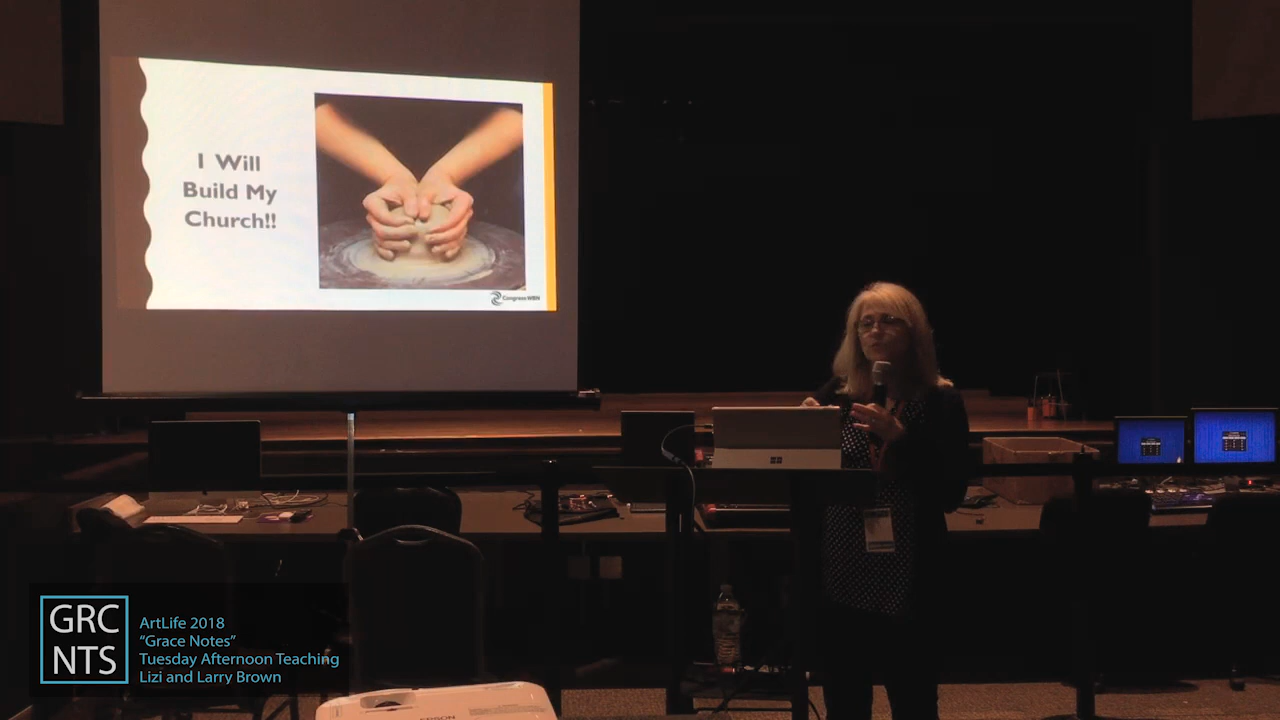 I Will
Build My
Church!!
Congress WBN
GRC
NTS
ArtLife 2018
“Grace Notes”
Tuesday Afternoon Teaching
Lizi and Larry Brown
EPSON